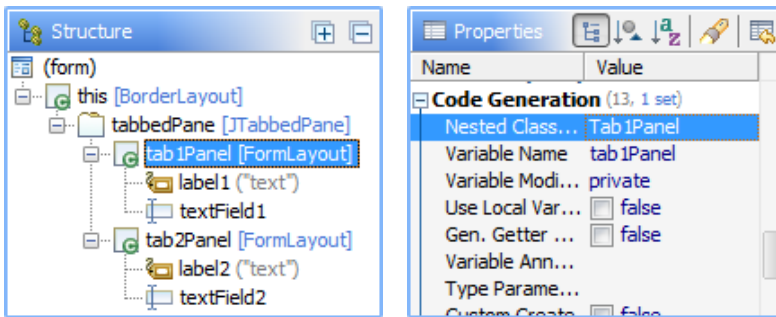 Structure
(form)
this [BorderLayout]
tabbedPane [JTabbedPane]
tab1Panel [FormLayout]
label1 ("text")
textField1
tab2Panel [FormLayout]
label2 ("text")
textField2
Properties
Name Value
Code Generation (13, 1 set)
Nested Class... Tab1Panel
Variable Name tab1Panel
Variable Modi... private
Use Local Var... false
Gen. Getter ... false
Variable Ann...
Type Parame...
Custom Create false